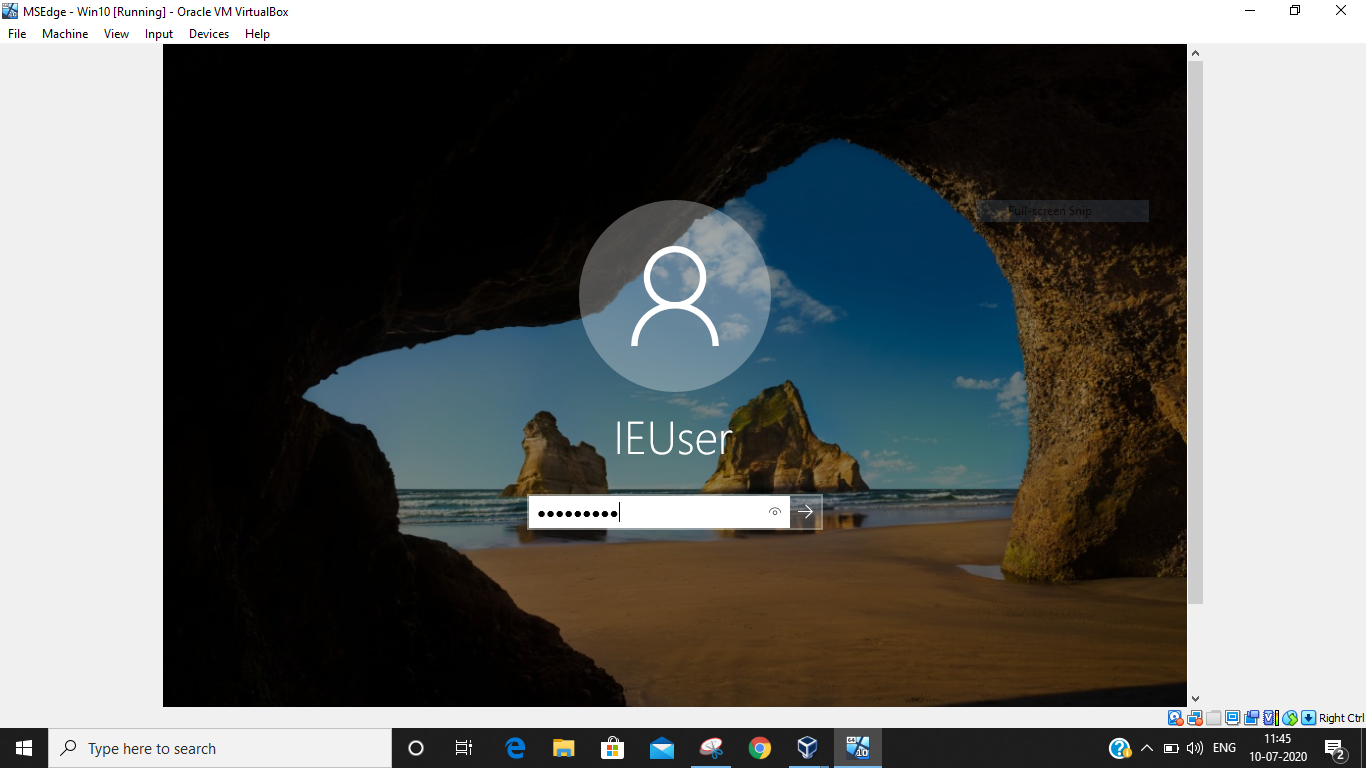 MSEdge - Win10 [Running] - Oracle VM VirtualBox
File Machine View Input Devices Help
Full-screen Snip
IEUser
Right Ctrl
Type here to search
ENG
11:45
10-07-2020
2